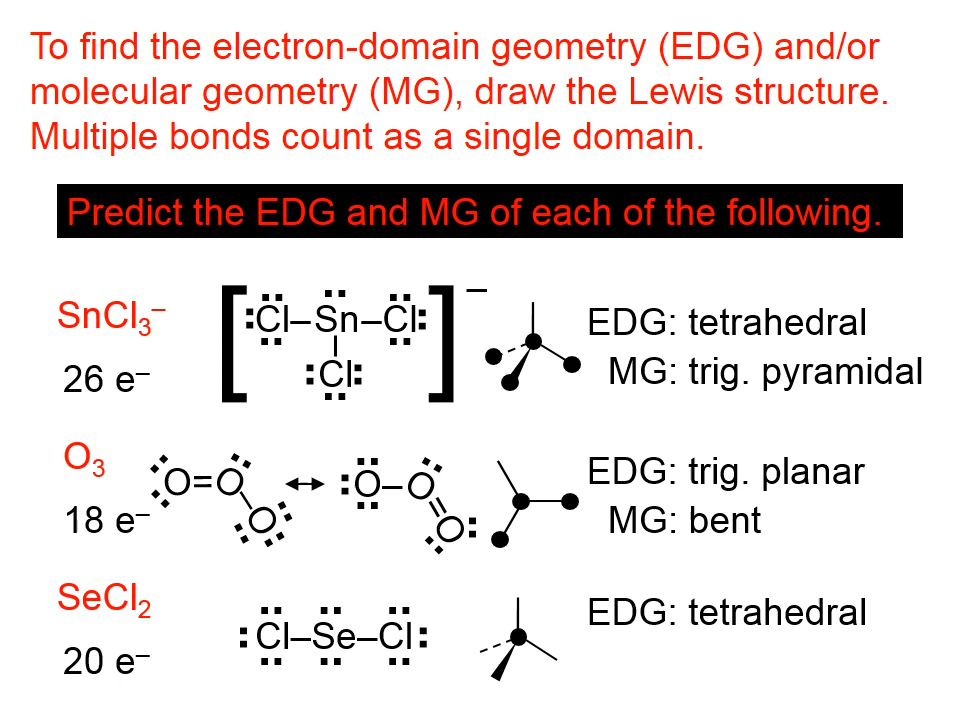 To find the electron-domain geometry (EDG) and/or
molecular geometry (MG), draw the Lewis structure.
Multiple bonds count as a single domain.
Predict the EDG and MG of each of the following.
SnCl₃⁻
26 e⁻
[Cl–Sn–Cl]⁻
Cl
EDG: tetrahedral
MG: trig. pyramidal
O₃
18 e⁻
O=O
O
↔
O–O
O
EDG: trig. planar
MG: bent
SeCl₂
20 e⁻
Cl–Se–Cl
EDG: tetrahedral